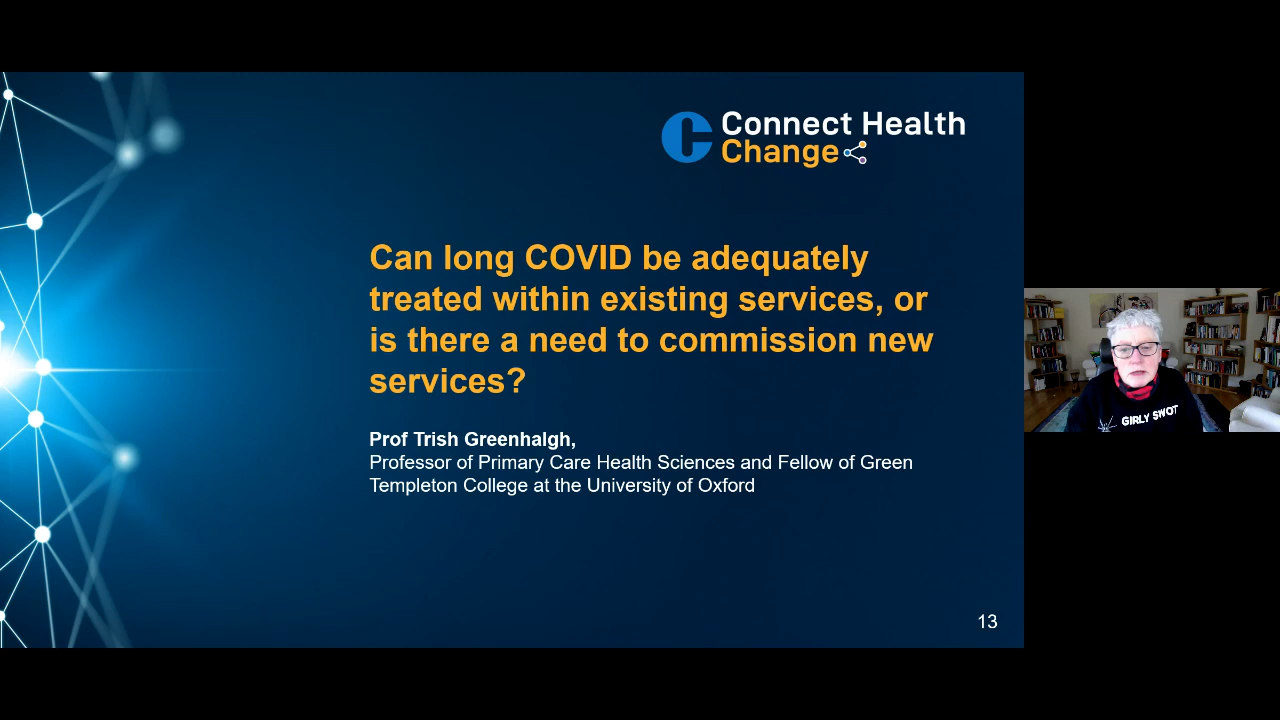 Connect Health
Change
Can long COVID be adequately
treated within existing services, or
is there a need to commission new
services?
Prof Trish Greenhalgh,
Professor of Primary Care Health Sciences and Fellow of Green
Templeton College at the University of Oxford
GIRLY SWOT
13